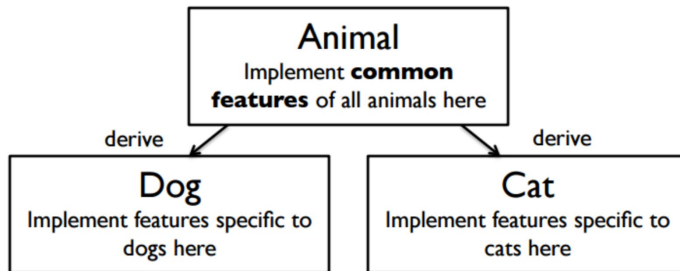 Animal
Implement common
features of all animals here
derive
derive
Dog
Implement features specific to
dogs here
Cat
Implement features specific to
cats here